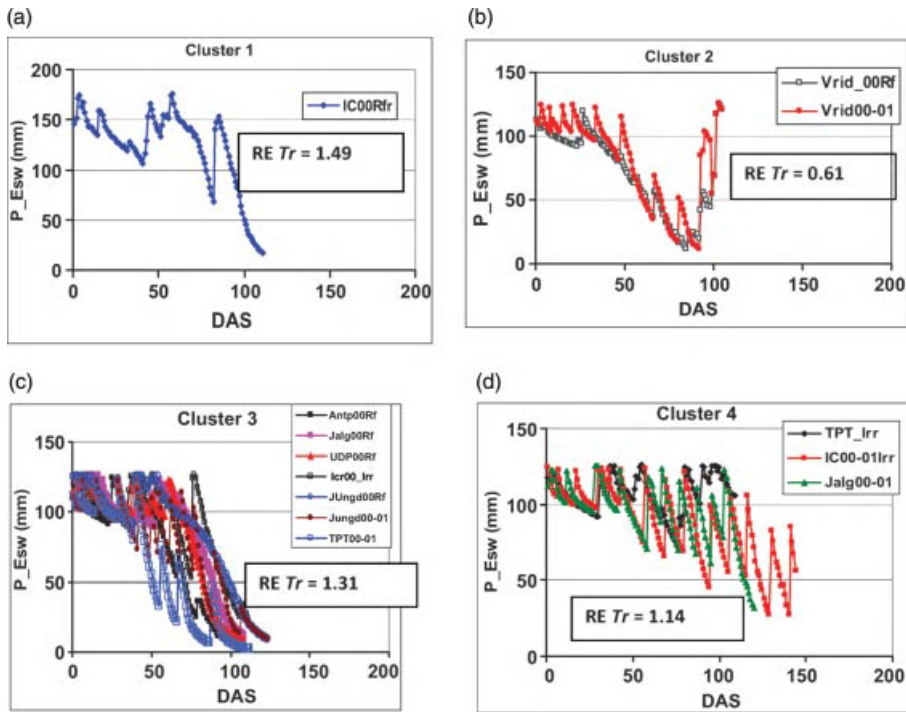 (a)
Cluster 1
200
150
100
50
0
P_Esw (mm)
0 50 100 150 200
DAS
IC00Rfr
RE Tr = 1.49
(b)
Cluster 2
150
100
50
0
P_Esw (mm)
0 50 100 150 200
DAS
Vrid_00Rf
Vrid00-01
RE Tr = 0.61
(c)
Cluster 3
150
100
50
0
P_Esw (mm)
0 50 100 150 200
DAS
Antp00Rf
Jalg00Rf
UDP00Rf
Icr00_Irr
JUngd00Rf
Jungd00-01
TPT00-01
RE Tr = 1.31
(d)
Cluster 4
150
100
50
0
P_Esw (mm)
0 50 100 150 200
DAS
TPT_Irr
IC00-01Irr
Jalg00-01
RE Tr = 1.14